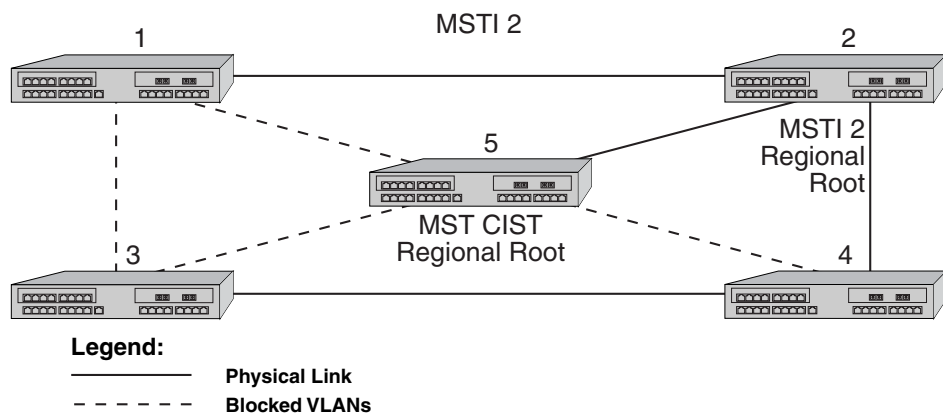 MSTI 2
1
2
5
MSTI 2
Regional
Root
MST CIST
Regional Root
3
4
Legend:
Physical Link
Blocked VLANs